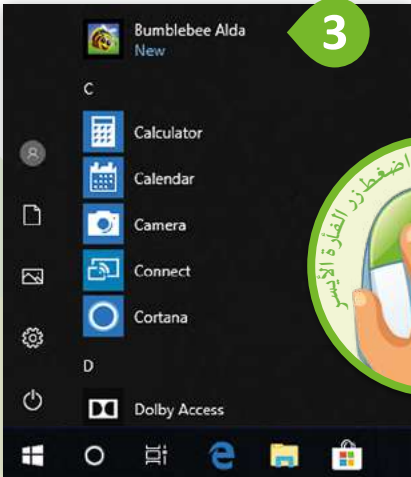 Bumblebee Alda
New
3
C
Calculator
Calendar
Camera
Connect
Cortana
D
Dolby Access
اضغط زر الفأرة الأيسر